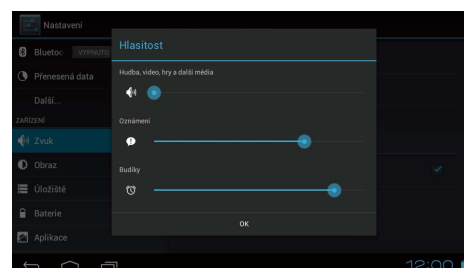 Nastavení
Bluetoo
VYPNUTO
Přenesená data
Další...
ZAŘÍZENÍ
Zvuk
Obraz
Úložiště
Baterie
Aplikace
Hlasitost
Hudba, video, hry a další média
Oznámení
Budíky
OK
12:00